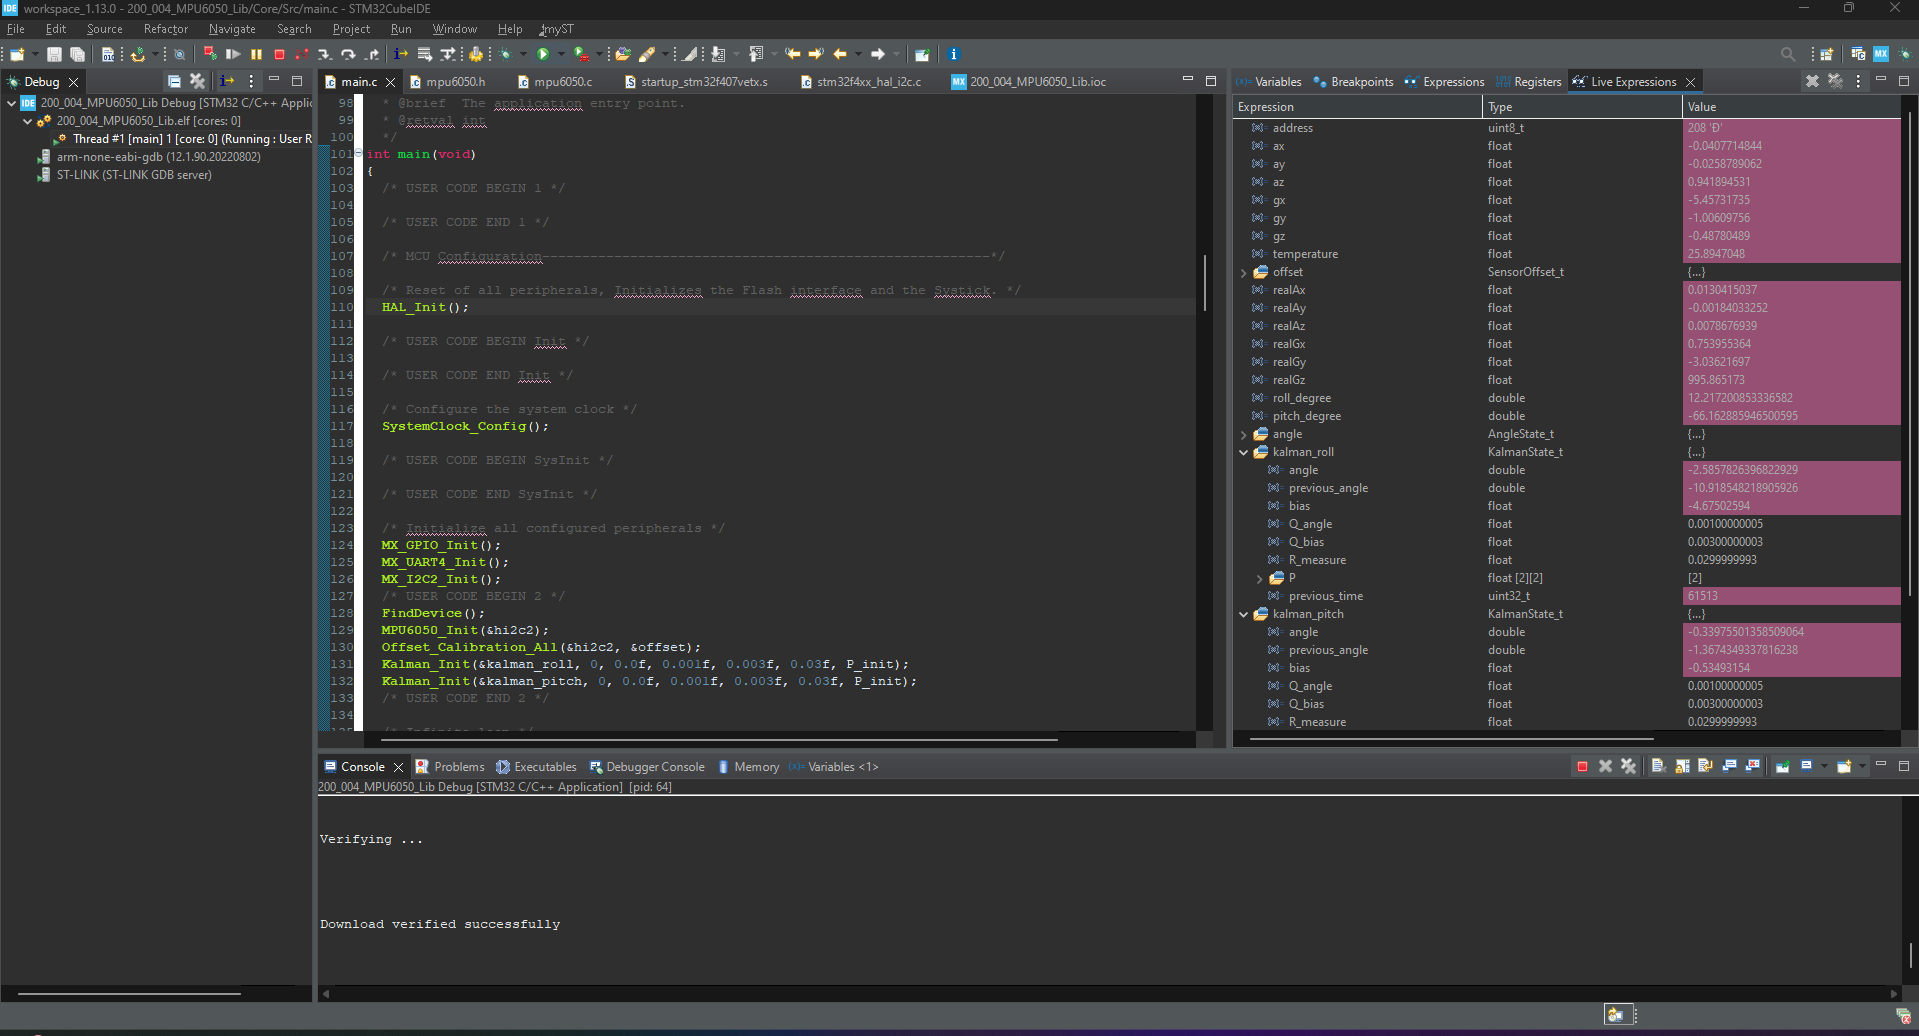 IDE workspace_1.13.0 - 200_004_MPU6050_Lib/Core/Src/main.c - STM32CubeIDE
File Edit Source Refactor Navigate Search Project Run Window Help myST
Debug
200_004_MPU6050_Lib Debug [STM32 C/C++ Applic
200_004_MPU6050_Lib.elf [cores: 0]
Thread #1 [main] 1 [core: 0] (Running : User R
arm-none-eabi-gdb (12.1.90.20220802)
ST-LINK (ST-LINK GDB server)
main.c mpu6050.h mpu6050.c startup_stm32f407vetx.s stm32f4xx_hal_i2c.c MX 200_004_MPU6050_Lib.ioc
98 * @brief  The application entry point.
99 * @retval int
100 */
101 int main(void)
102 {
103 /* USER CODE BEGIN 1 */
104
105 /* USER CODE END 1 */
106
107 /* MCU Configuration--------------------------------------------------------*/
108
109 /* Reset of all peripherals, Initializes the Flash interface and the Systick. */
110 HAL_Init();
111
112 /* USER CODE BEGIN Init */
113
114 /* USER CODE END Init */
115
116 /* Configure the system clock */
117 SystemClock_Config();
118
119 /* USER CODE BEGIN SysInit */
120
121 /* USER CODE END SysInit */
122
123 /* Initialize all configured peripherals */
124 MX_GPIO_Init();
125 MX_UART4_Init();
126 MX_I2C2_Init();
127 /* USER CODE BEGIN 2 */
128 FindDevice();
129 MPU6050_Init(&hi2c2);
130 Offset_Calibration_All(&hi2c2, &offset);
131 Kalman_Init(&kalman_roll, 0, 0.0f, 0.001f, 0.003f, 0.03f, P_init);
132 Kalman_Init(&kalman_pitch, 0, 0.0f, 0.001f, 0.003f, 0.03f, P_init);
133 /* USER CODE END 2 */
134
135 /* Infinite loop */
Variables Breakpoints Expressions Registers Live Expressions
Expression Type Value
address uint8_t 208 'Ð'
ax float -0.0407714844
ay float -0.0258789062
az float 0.941894531
gx float -5.45731735
gy float -1.00609756
gz float -0.48780489
temperature float 25.8947048
offset SensorOffset_t {...}
realAx float 0.0130415037
realAy float -0.00184033252
realAz float 0.0078676939
realGx float 0.753955364
realGy float -3.03621697
realGz float 995.865173
roll_degree double 12.217200853336582
pitch_degree double -66.162885946500595
angle AngleState_t {...}
kalman_roll KalmanState_t {...}
angle double -2.5857826396822929
previous_angle double -10.918548218905926
bias float -4.67502594
Q_angle float 0.00100000005
Q_bias float 0.00300000003
R_measure float 0.0299999993
P float [2][2] [2]
previous_time uint32_t 61513
kalman_pitch KalmanState_t {...}
angle double -0.33975501358509064
previous_angle double -1.3674349337816238
bias float -0.53493154
Q_angle float 0.00100000005
Q_bias float 0.00300000003
R_measure float 0.0299999993
Console Problems Executables Debugger Console Memory Variables <1>
200_004_MPU6050_Lib Debug [STM32 C/C++ Application]  [pid: 64]
Verifying ...
Download verified successfully